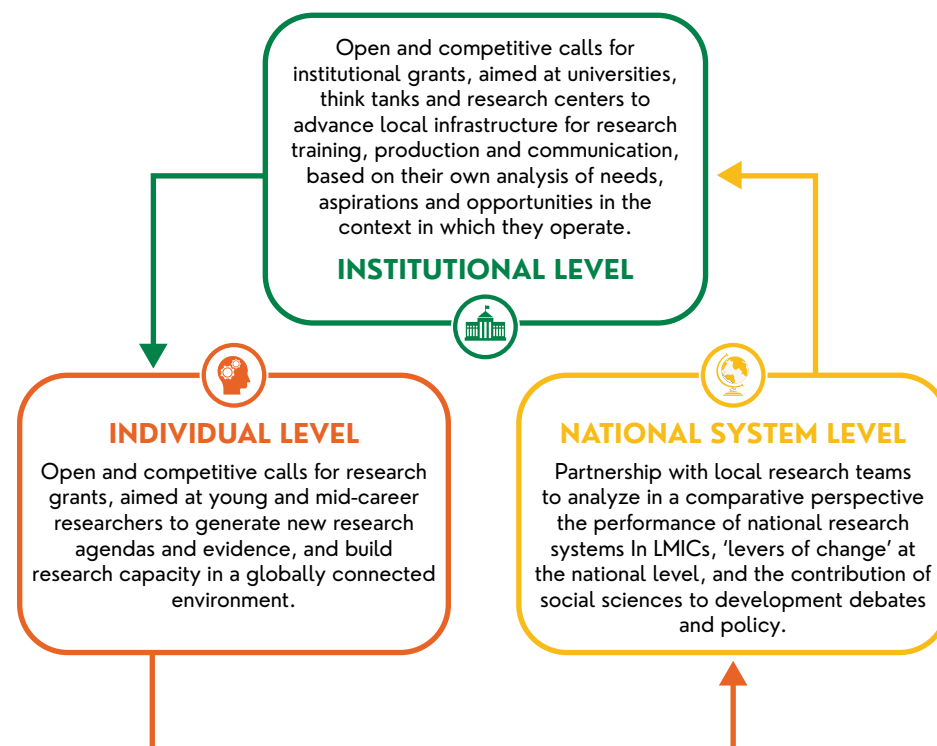 Open and competitive calls for
institutional grants, aimed at universities,
think tanks and research centers to
advance local infrastructure for research
training, production and communication,
based on their own analysis of needs,
aspirations and opportunities in the
context in which they operate.
INSTITUTIONAL LEVEL
INDIVIDUAL LEVEL
Open and competitive calls for research
grants, aimed at young and mid-career
researchers to generate new research
agendas and evidence, and build
research capacity in a globally connected
environment.
NATIONAL SYSTEM LEVEL
Partnership with local research teams
to analyze in a comparative perspective
the performance of national research
systems In LMICs, ‘levers of change’ at
the national level, and the contribution of
social sciences to development debates
and policy.